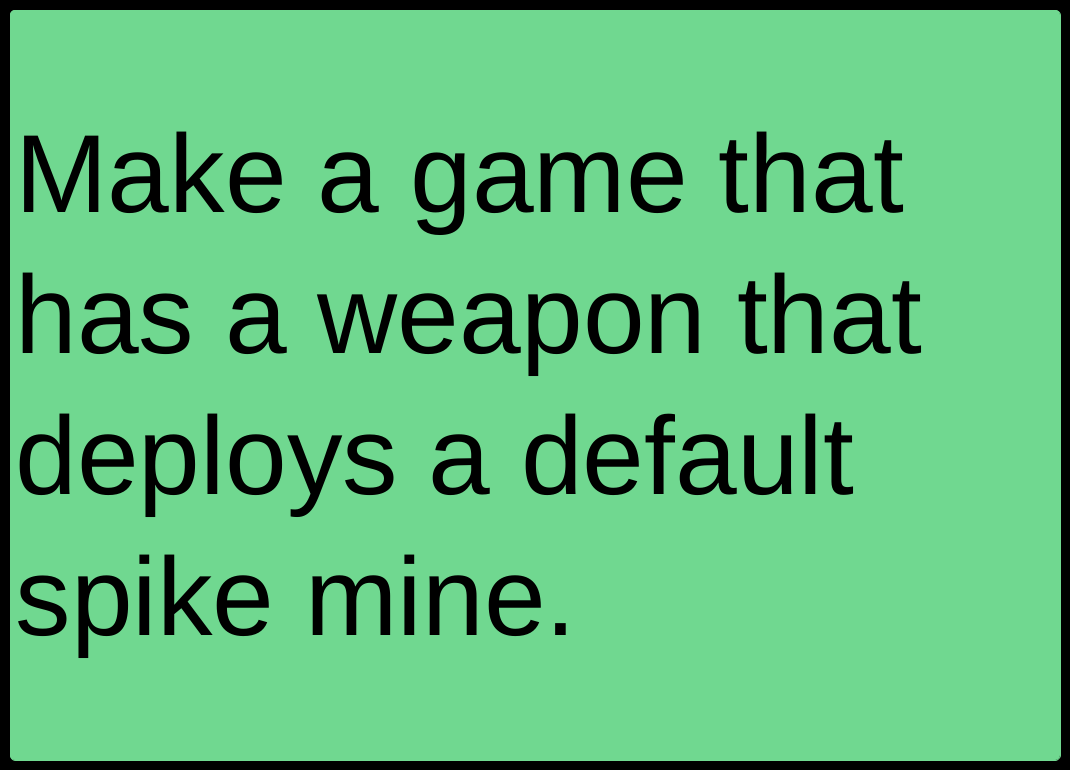 Make a game that
has a weapon that
deploys a default
spike mine.